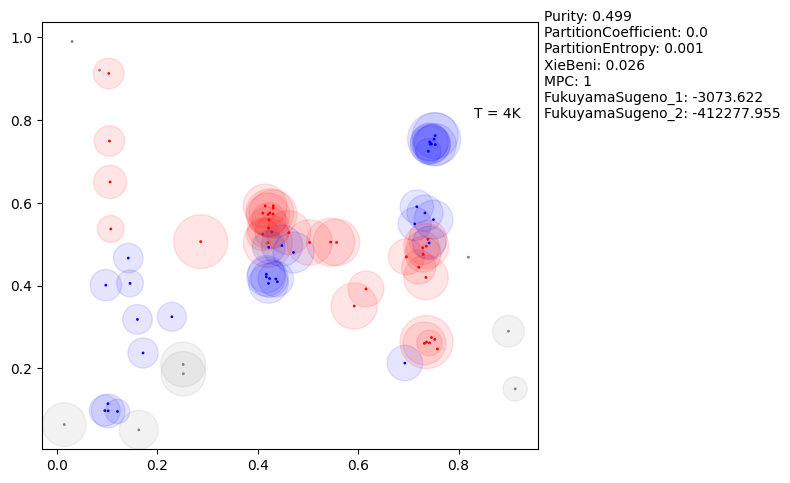 Purity: 0.499
PartitionCoefficient: 0.0
PartitionEntropy: 0.001
XieBeni: 0.026
MPC: 1
FukuyamaSugeno_1: -3073.622
FukuyamaSugeno_2: -412277.955
T = 4K
1.0
0.8
0.6
0.4
0.2
0.0 0.2 0.4 0.6 0.8